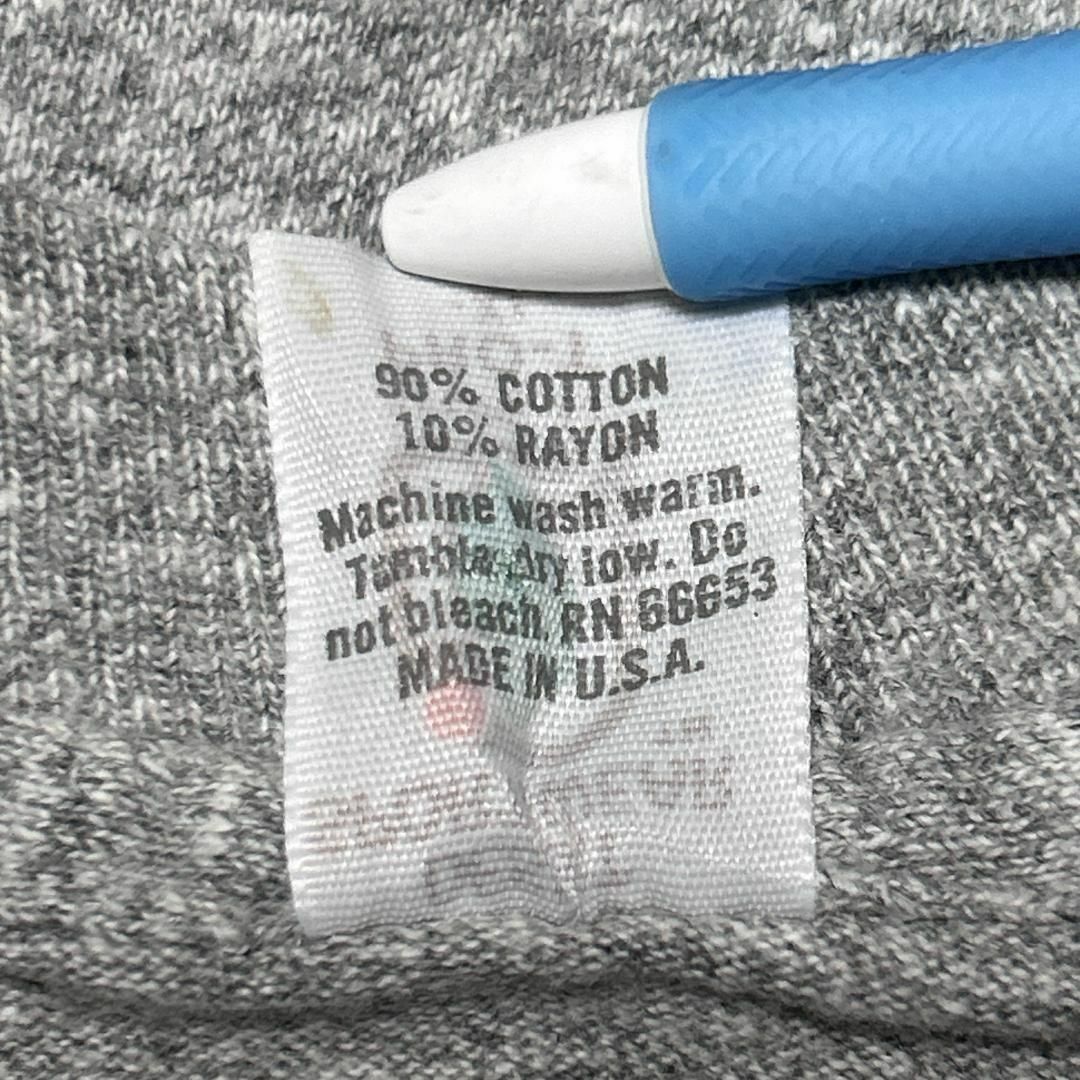 90% COTTON
10% RAYON
Machine wash warm.
Tumble dry low. Do
not bleach. RN 66653
MADE IN U.S.A.